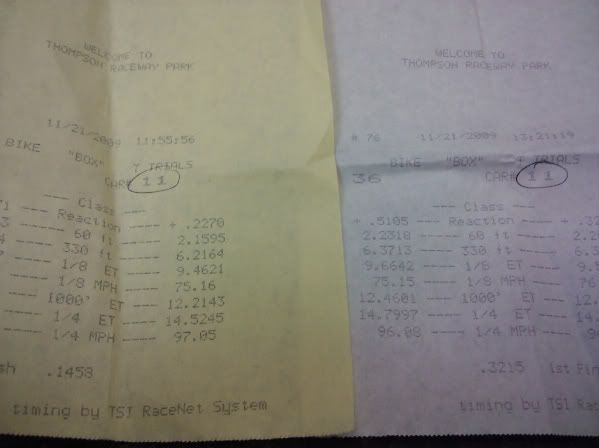 WELCOME TO
THOMPSON RACEWAY PARK
11/21/2009 11:55:56
BIKE "BOX" Y TRIALS
CAR# 11
--- Class ---
---- Reaction ---- + .2270
---- 60 ft ----- 2.1595
---- 330 ft ---- 6.2164
---- 1/8 ET ---- 9.4621
---- 1/8 MPH ---- 75.16
---- 1000' ET ---- 12.2143
---- 1/4 ET ----- 14.5245
---- 1/4 MPH ---- 97.05
.1458
timing by TSI RaceNet System
WELCOME TO
THOMPSON RACEWAY PARK
# 76 11/21/2009 13:21:19
BIKE "BOX" TRIALS
36 CAR# 11
--- Class ---
+ .5105 ---- Reaction ----
2.2318 ---- 60 ft ----
6.3713 ---- 330 ft ----
9.6642 ---- 1/8 ET ----
75.15 ---- 1/8 MPH ----
12.4601 ---- 1000' ET ----
14.7997 ---- 1/4 ET ----
96.08 ---- 1/4 MPH ----
.3215 1st
timing by TSI